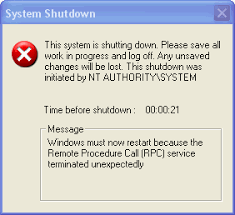 System Shutdown
This system is shutting down. Please save all
work in progress and log off. Any unsaved
changes will be lost. This shutdown was
initiated by NT AUTHORITY\SYSTEM
Time before shutdown : 00:00:21
Message
Windows must now restart because the
Remote Procedure Call (RPC) service
terminated unexpectedly